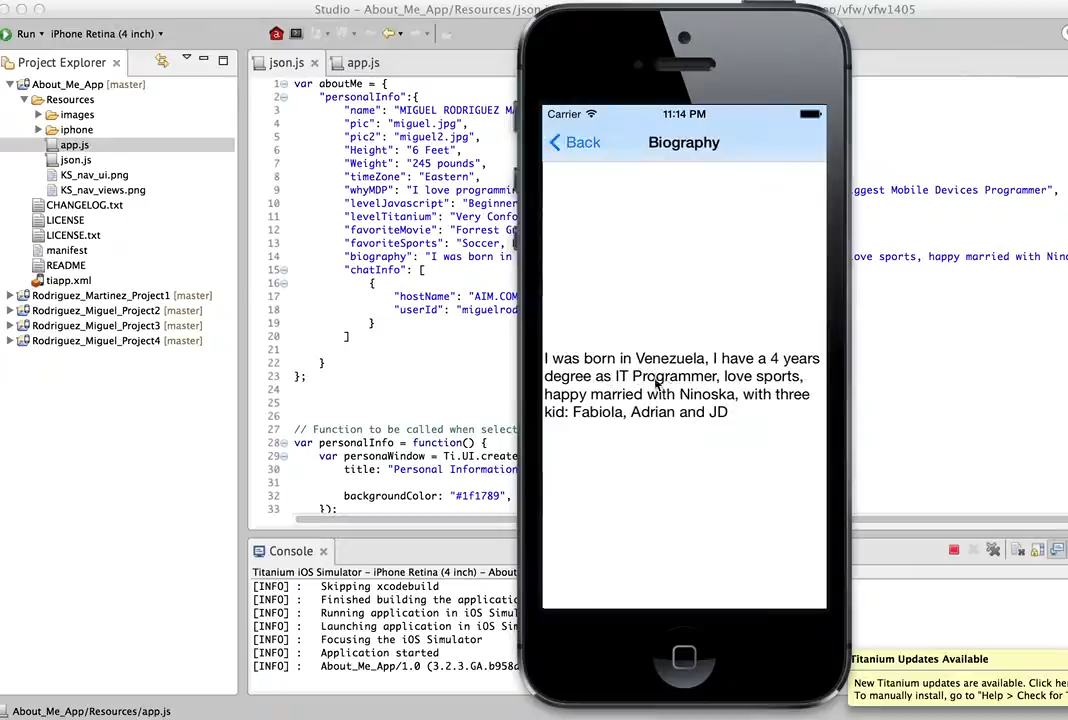 Studio – About_Me_App/Resources/json
op/vfw/vfw1405
Run
iPhone Retina (4 inch)
Project Explorer
json.js
app.js
About_Me_App [master]
Resources
images
iphone
app.js
json.js
KS_nav_ui.png
KS_nav_views.png
CHANGELOG.txt
LICENSE
LICENSE.txt
manifest
README
tiapp.xml
Rodriguez_Martinez_Project1 [master]
Rodriguez_Miguel_Project2 [master]
Rodriguez_Miguel_Project3 [master]
Rodriguez_Miguel_Project4 [master]
1 var aboutMe = {
2 "personalInfo":{
3 "name": "MIGUEL RODRIGUEZ MA
4 "pic": "miguel.jpg",
5 "pic2": "miguel2.jpg",
6 "Height": "6 Feet",
7 "Weight": "245 pounds",
8 "timeZone": "Eastern",
9 "whyMDP": "I love programmin ggest Mobile Devices Programmer",
10 "levelJavascript": "Beginner
11 "levelTitanium": "Very Confo
12 "favoriteMovie": "Forrest G
13 "favoriteSports": "Soccer,
14 "biography": "I was born in ove sports, happy married with Nino
15 "chatInfo": [
16 {
17 "hostName": "AIM.COM
18 "userId": "miguelrod
19 }
20 ]
21
22 }
23 };
24
25
26
27 // Function to be called when select
28 var personalInfo = function() {
29 var personaWindow = Ti.UI.create
30 title: "Personal Information
31
32 backgroundColor: "#1f1789",
33 });
Carrier 11:14 PM
Back Biography
I was born in Venezuela, I have a 4 years
degree as IT Programmer, love sports,
happy married with Ninoska, with three
kid: Fabiola, Adrian and JD
Console
Titanium iOS Simulator – iPhone Retina (4 inch) – About
[INFO] : Skipping xcodebuild
[INFO] : Finished building the applicatio
[INFO] : Running application in iOS Simul
[INFO] : Launching application in iOS Sim
[INFO] : Focusing the iOS Simulator
[INFO] : Application started
[INFO] : About_Me_App/1.0 (3.2.3.GA.b958a
Titanium Updates Available
New Titanium updates are available. Click he
To manually install, go to "Help > Check for T
About_Me_App/Resources/app.js